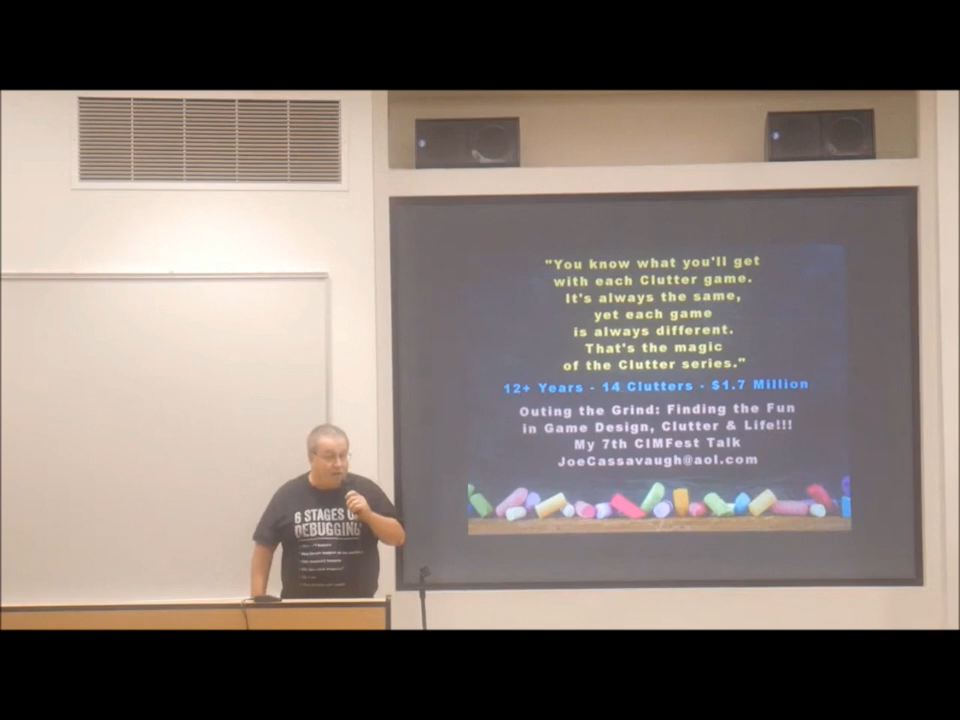 "You know what you'll get
with each Clutter game.
It's always the same,
yet each game
is always different.
That's the magic
of the Clutter series."
12+ Years - 14 Clutters - $1.7 Million
Outing the Grind: Finding the Fun
in Game Design, Clutter & Life!!!
My 7th CIMFest Talk
JoeCassavaugh@aol.com
6 STAGES OF
DEBUGGING